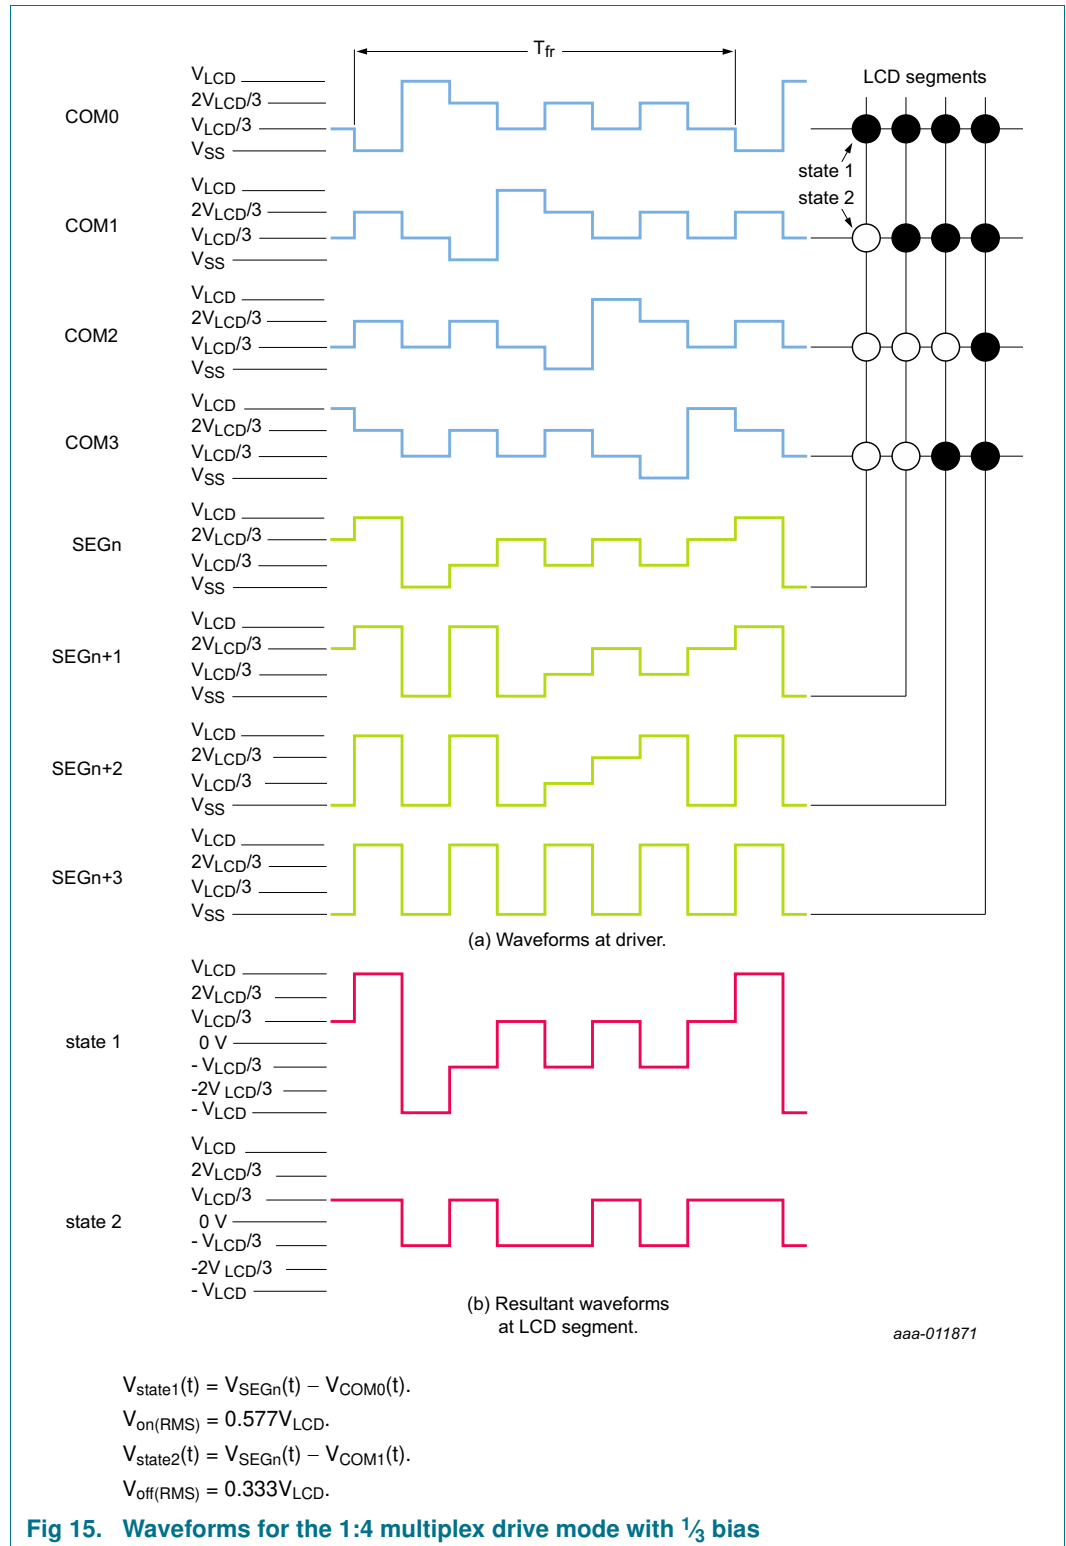 Tfr
VLCD
2VLCD/3
COM0
VLCD/3
VSS
LCD segments
state 1
state 2
VLCD
2VLCD/3
COM1
VLCD/3
VSS
VLCD
2VLCD/3
COM2
VLCD/3
VSS
VLCD
2VLCD/3
COM3
VLCD/3
VSS
VLCD
2VLCD/3
SEGn
VLCD/3
VSS
VLCD
2VLCD/3
SEGn+1
VLCD/3
VSS
VLCD
2VLCD/3
SEGn+2
VLCD/3
VSS
VLCD
2VLCD/3
SEGn+3
VLCD/3
VSS
(a) Waveforms at driver.
VLCD
2VLCD/3
VLCD/3
state 1
0 V
- VLCD/3
-2V LCD/3
- VLCD
VLCD
2VLCD/3
VLCD/3
state 2
0 V
- VLCD/3
-2V LCD/3
- VLCD
(b) Resultant waveforms
at LCD segment.
aaa-011871
Vstate1(t) = VSEGn(t) − VCOM0(t).
Von(RMS) = 0.577VLCD.
Vstate2(t) = VSEGn(t) − VCOM1(t).
Voff(RMS) = 0.333VLCD.
Fig 15. Waveforms for the 1:4 multiplex drive mode with 1⁄3 bias